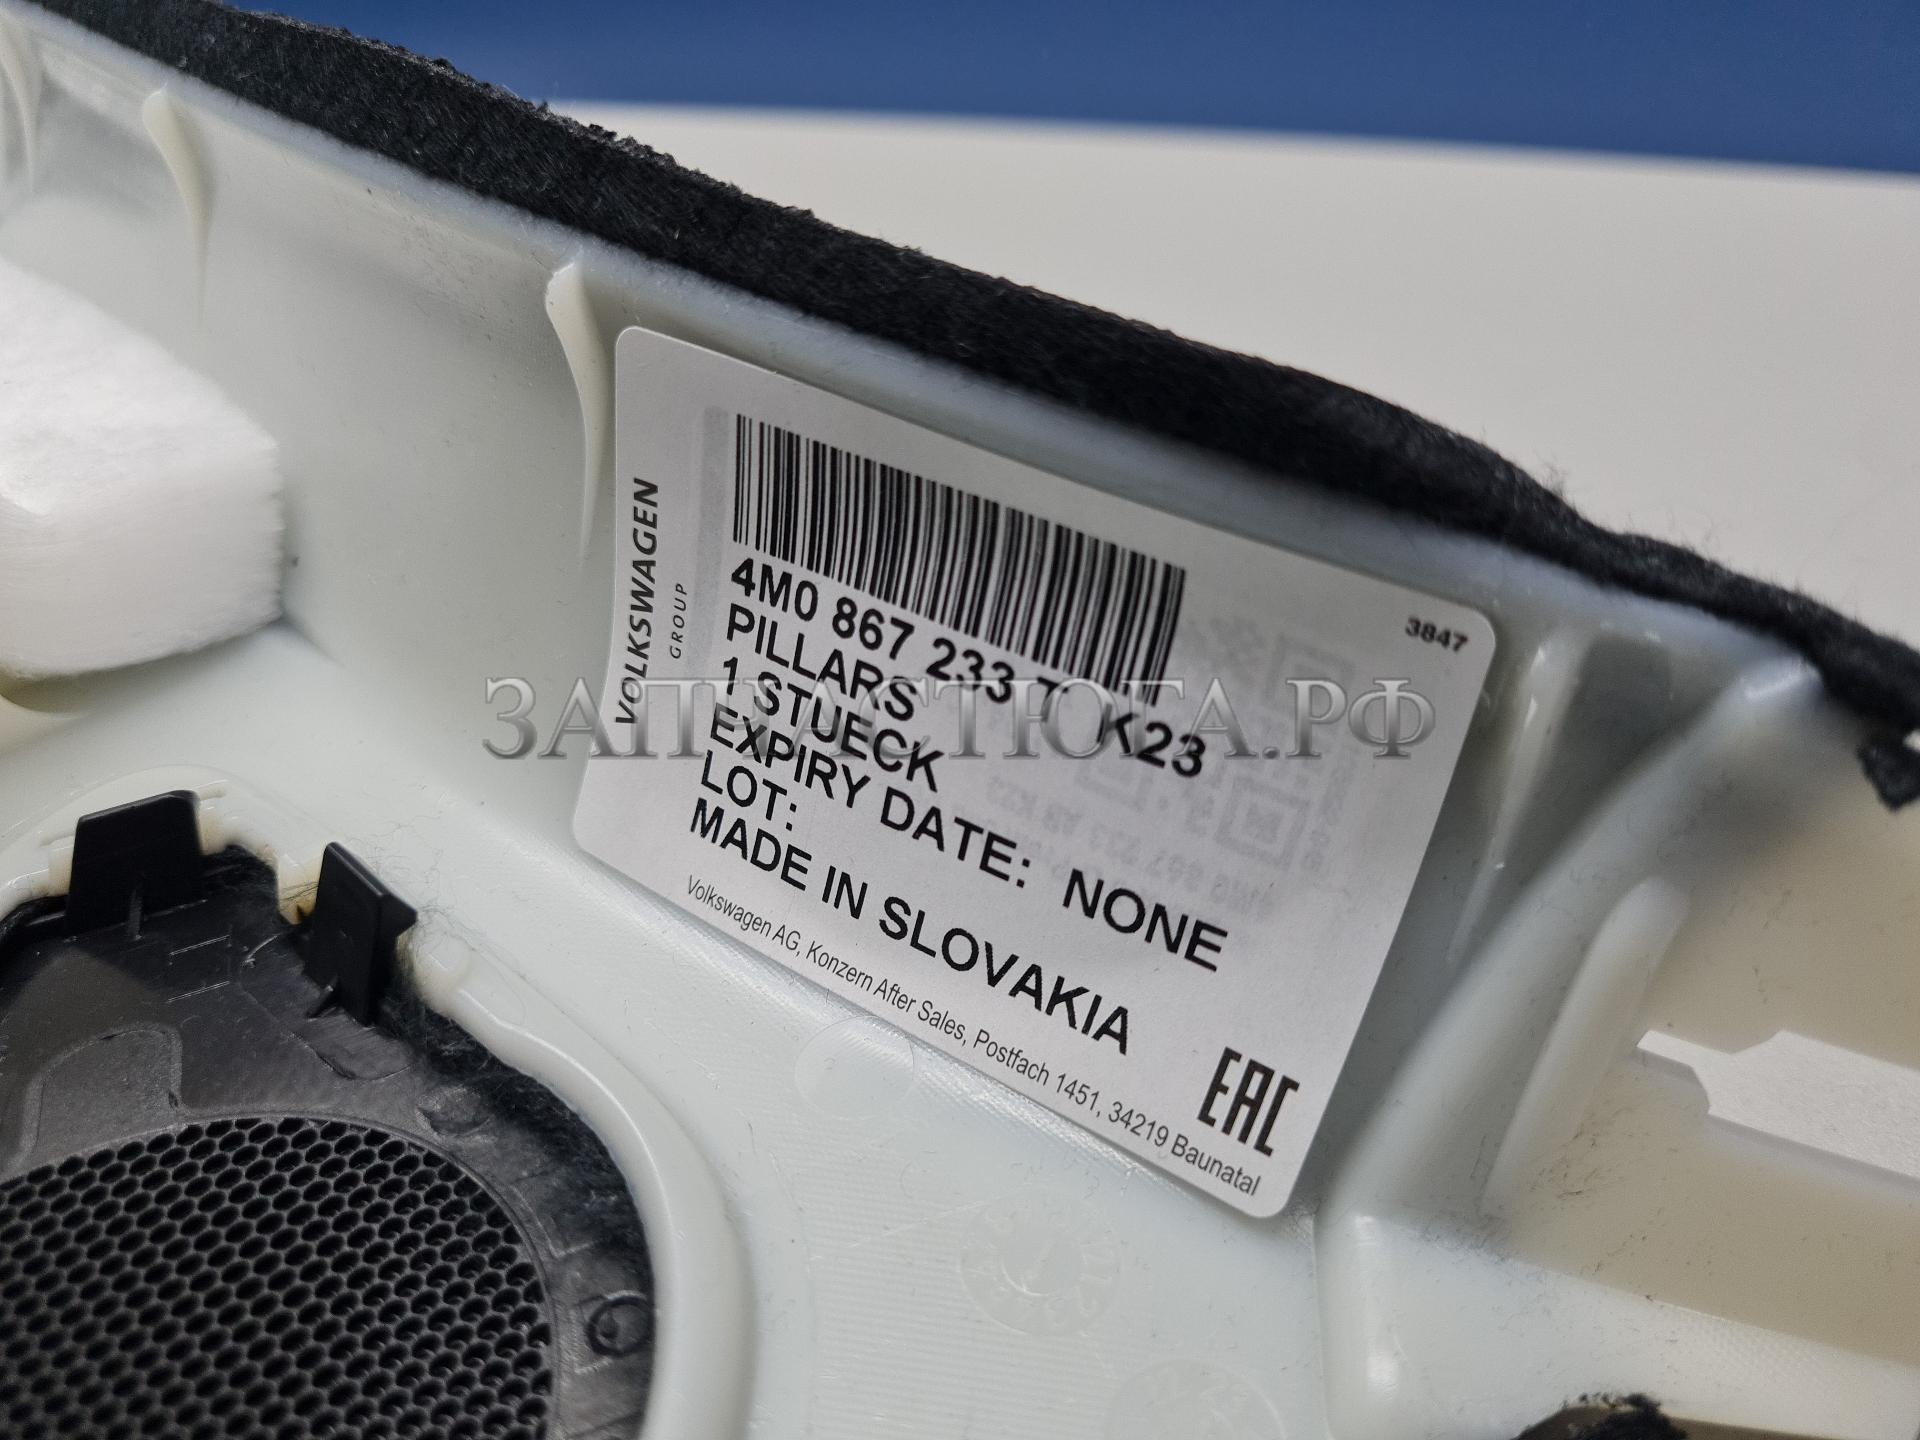 VOLKSWAGEN
GROUP
3847
4M0 867 233 T K23
PILLARS
1 STUECK
EXPIRY DATE: NONE
LOT:
MADE IN SLOVAKIA
Volkswagen AG, Konzern After Sales, Postfach 1451, 34219 Baunatal
EAC
ЗАПЧАСТЮГА.РФ